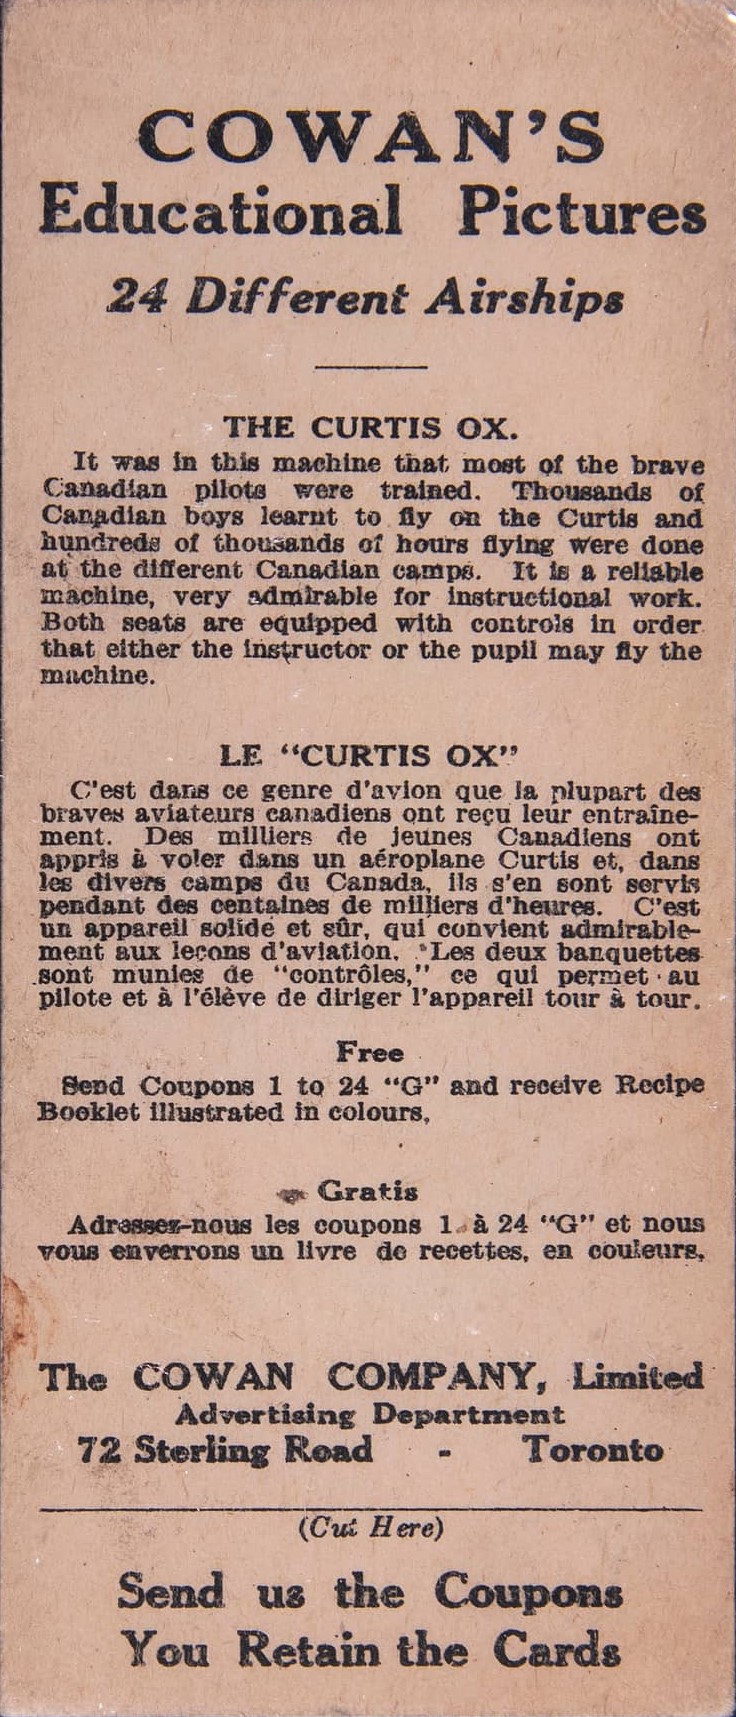 COWAN'S
Educational Pictures
24 Different Airships
THE CURTIS OX.
It was in this machine that most of the brave
Canadian pilots were trained. Thousands of
Canadian boys learnt to fly on the Curtis and
hundreds of thousands of hours flying were done
at the different Canadian camps. It is a reliable
machine, very admirable for instructional work.
Both seats are equipped with controls in order
that either the instructor or the pupil may fly the
machine.
LE "CURTIS OX"
C'est dans ce genre d'avion que la plupart des
braves aviateurs canadiens ont reçu leur entraîne-
ment. Des milliers de jeunes Canadiens ont
appris à voler dans un aéroplane Curtis et, dans
les divers camps du Canada, ils s'en sont servis
pendant des centaines de milliers d'heures. C'est
un appareil solide et sûr, qui convient admirable-
ment aux leçons d'aviation. Les deux banquettes
sont munies de "contrôles," ce qui permet au
pilote et à l'élève de diriger l'appareil tour à tour.
Free
Send Coupons 1 to 24 "G" and receive Recipe
Booklet illustrated in colours,
Gratis
Adressez-nous les coupons 1 à 24 "G" et nous
vous enverrons un livre de recettes, en couleurs,
The COWAN COMPANY, Limited
Advertising Department
72 Sterling Road - Toronto
(Cut Here)
Send us the Coupons
You Retain the Cards